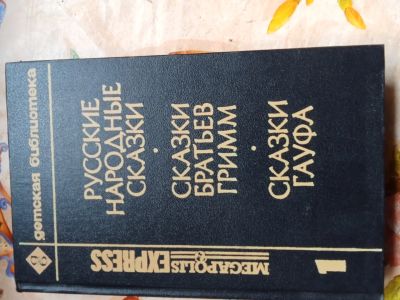 детская библиотека
РУССКИЕ
НАРОДНЫЕ
СКАЗКИ
•
СКАЗКИ
БРАТЬЕВ
ГРИММ
•
СКАЗКИ
ГАУФА
MEGAPOLIS
EXPRESS
1